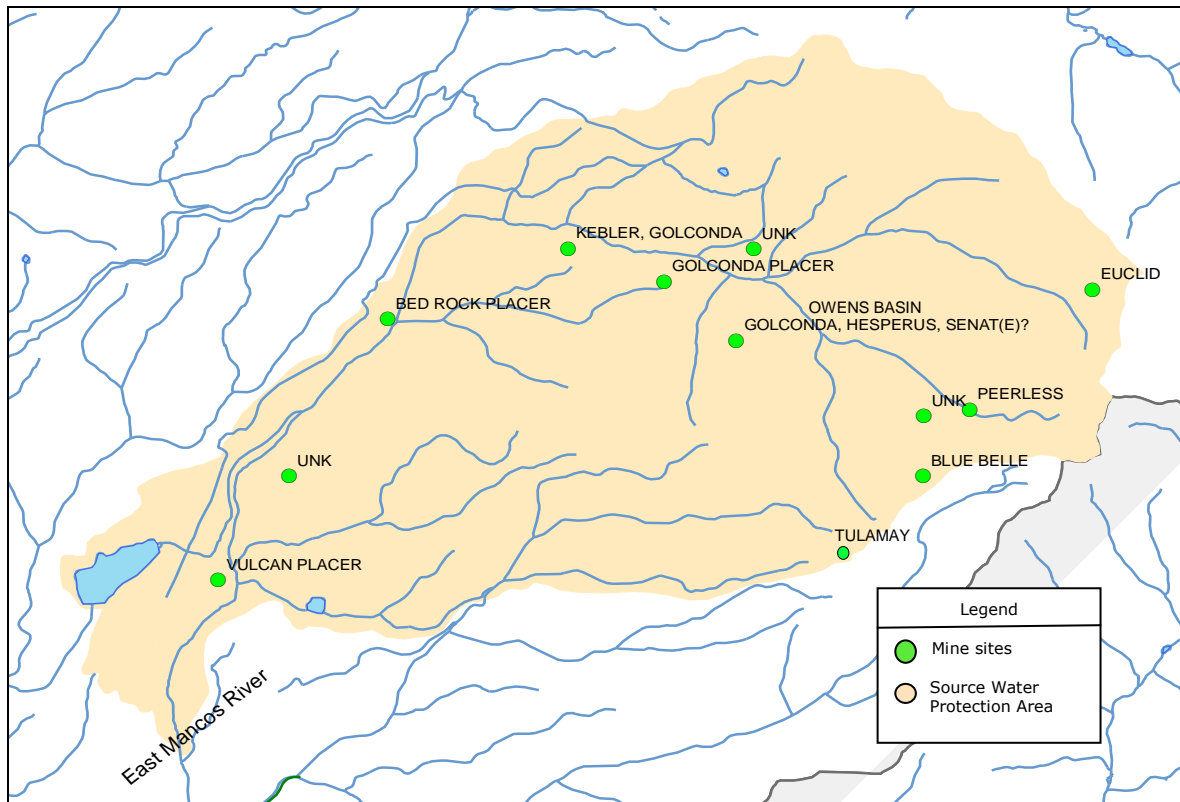 KEBLER, GOLCONDA
UNK
GOLCONDA PLACER
EUCLID
BED ROCK PLACER
OWENS BASIN
GOLCONDA, HESPERUS, SENAT(E)?
UNK
PEERLESS
UNK
BLUE BELLE
TULAMAY
VULCAN PLACER
East Mancos River
Legend
Mine sites
Source Water
Protection Area